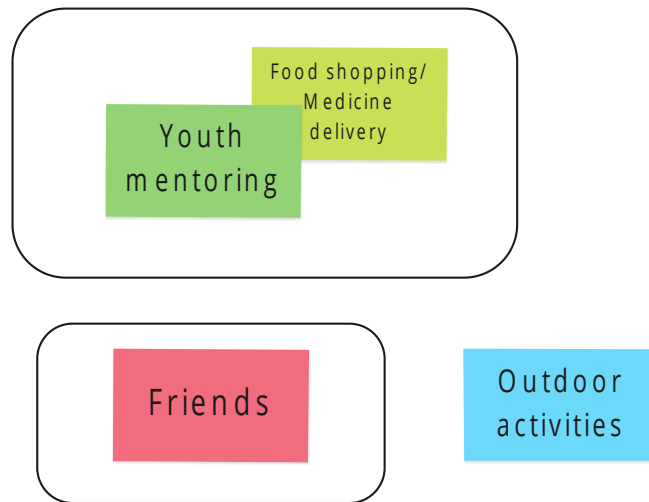 Food shopping/
Medicine
delivery
Youth
mentoring
Friends
Outdoor
activities